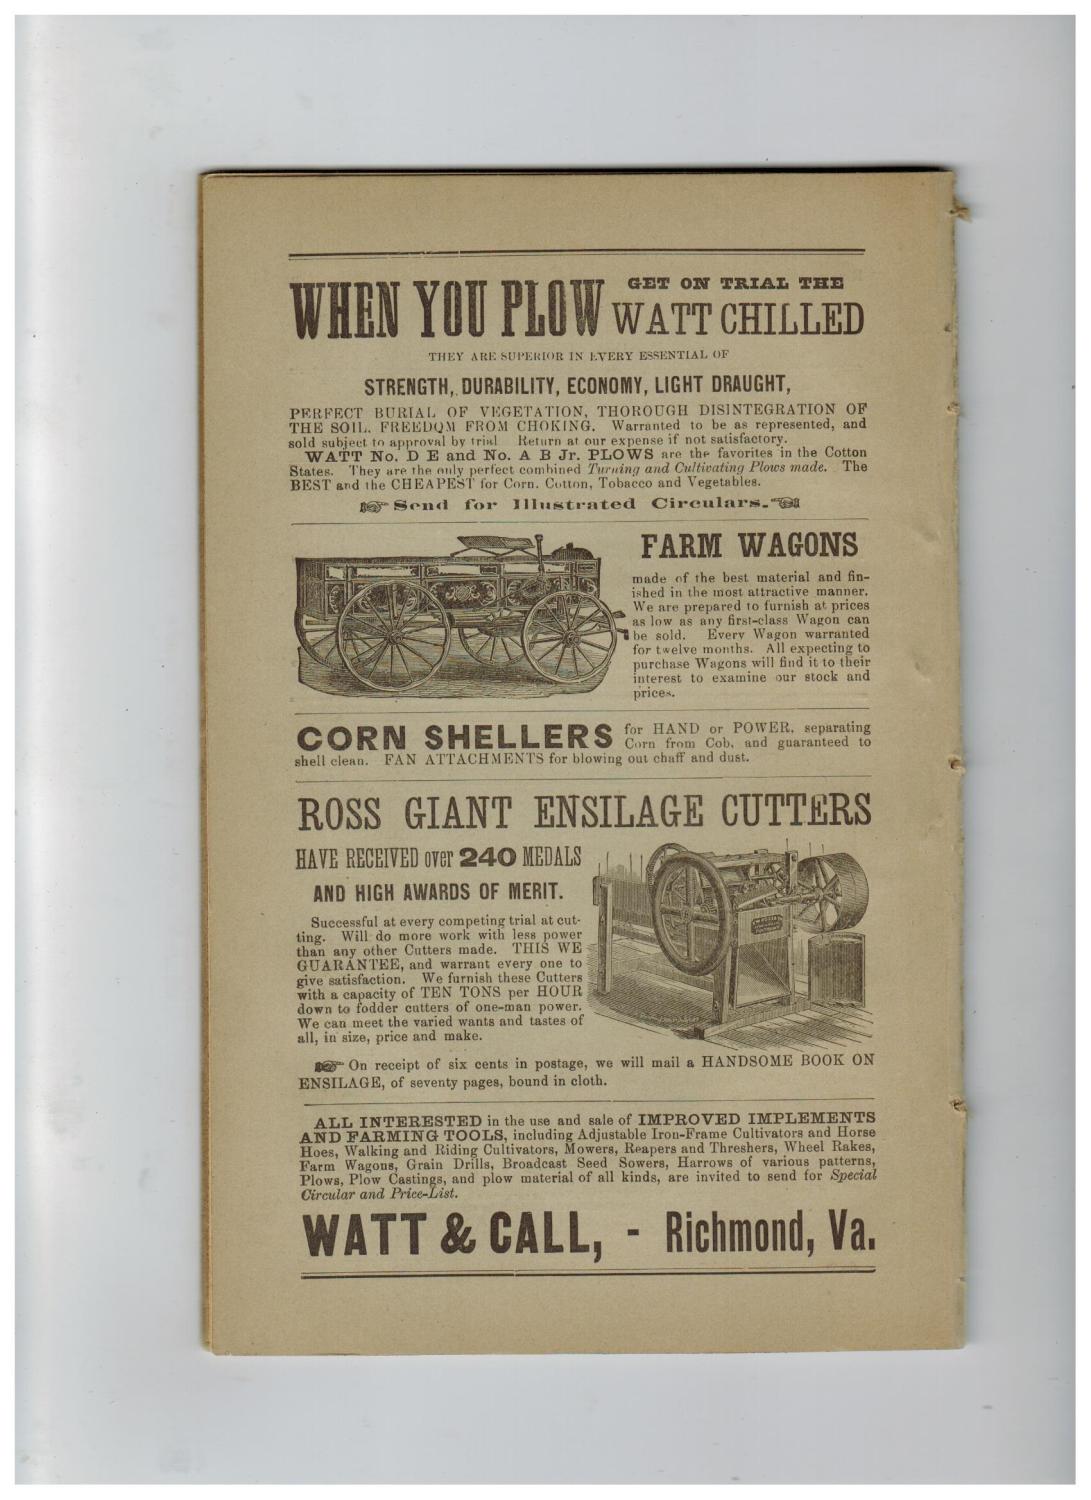 WHEN YOU PLOW GET ON TRIAL THE
WATT CHILLED
THEY ARE SUPERIOR IN EVERY ESSENTIAL OF
STRENGTH, DURABILITY, ECONOMY, LIGHT DRAUGHT,
PERFECT BURIAL OF VEGETATION, THOROUGH DISINTEGRATION OF
THE SOIL, FREEDOM FROM CHOKING. Warranted to be as represented, and
sold subject to approval by trial Return at our expense if not satisfactory.
WATT No. D E and No. A B Jr. PLOWS are the favorites in the Cotton
States. They are the only perfect combined Turning and Cultivating Plows made. The
BEST and the CHEAPEST for Corn, Cotton, Tobacco and Vegetables.
Send for Illustrated Circulars.
FARM WAGONS
made of the best material and fin-
ished in the most attractive manner.
We are prepared to furnish at prices
as low as any first-class Wagon can
be sold. Every Wagon warranted
for twelve months. All expecting to
purchase Wagons will find it to their
interest to examine our stock and
prices.
CORN SHELLERS for HAND or POWER, separating
Corn from Cob, and guaranteed to
shell clean. FAN ATTACHMENTS for blowing out chaff and dust.
ROSS GIANT ENSILAGE CUTTERS
HAVE RECEIVED over 240 MEDALS
AND HIGH AWARDS OF MERIT.
Successful at every competing trial at cut-
ting. Will do more work with less power
than any other Cutters made. THIS WE
GUARANTEE, and warrant every one to
give satisfaction. We furnish these Cutters
with a capacity of TEN TONS per HOUR
down to fodder cutters of one-man power.
We can meet the varied wants and tastes of
all, in size, price and make.
On receipt of six cents in postage, we will mail a HANDSOME BOOK ON
ENSILAGE, of seventy pages, bound in cloth.
ALL INTERESTED in the use and sale of IMPROVED IMPLEMENTS
AND FARMING TOOLS, including Adjustable Iron-Frame Cultivators and Horse
Hoes, Walking and Riding Cultivators, Mowers, Reapers and Threshers, Wheel Rakes,
Farm Wagons, Grain Drills, Broadcast Seed Sowers, Harrows of various patterns,
Plows, Plow Castings, and plow material of all kinds, are invited to send for Special
Circular and Price-List.
WATT & CALL, - Richmond, Va.